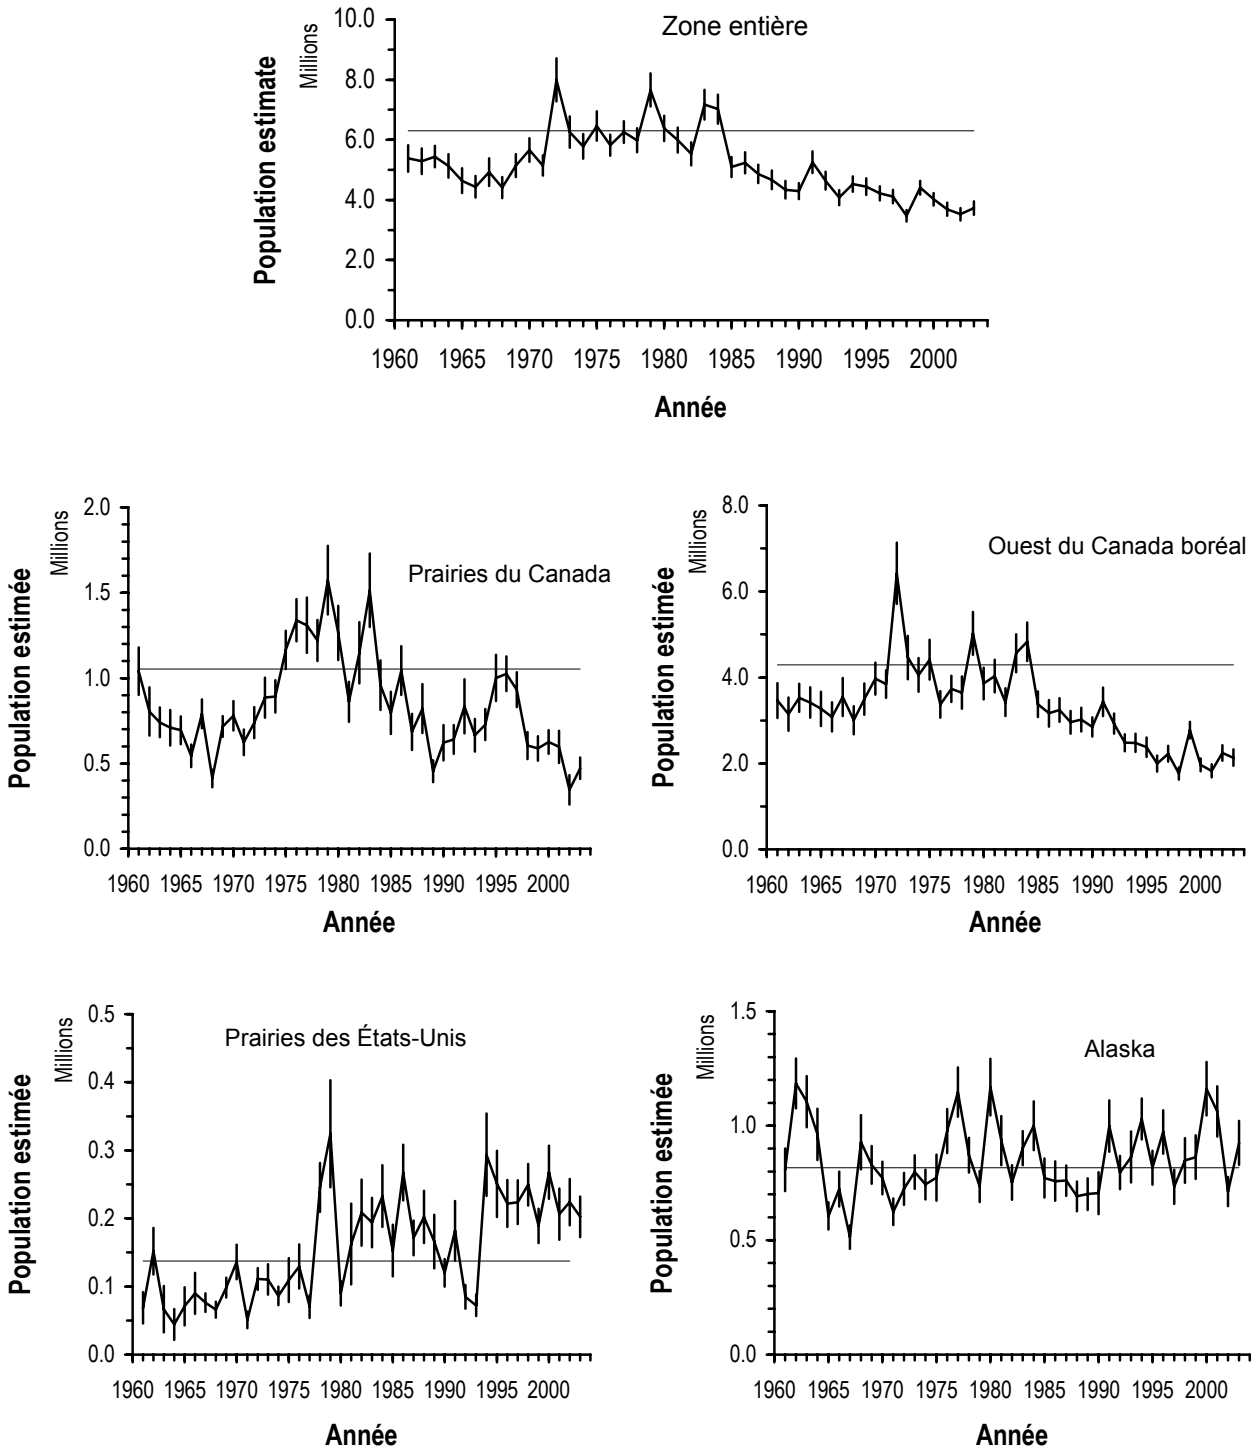 Zone entière
Millions
Population estimate
10.0
8.0
6.0
4.0
2.0
0.0
1960 1965 1970 1975 1980 1985 1990 1995 2000
Année
Prairies du Canada
Millions
Population estimée
2.0
1.5
1.0
0.5
0.0
1960 1965 1970 1975 1980 1985 1990 1995 2000
Année
Ouest du Canada boréal
Millions
Population estimée
8.0
6.0
4.0
2.0
0.0
1960 1965 1970 1975 1980 1985 1990 1995 2000
Année
Prairies des États-Unis
Millions
Population estimée
0.5
0.4
0.3
0.2
0.1
0.0
1960 1965 1970 1975 1980 1985 1990 1995 2000
Année
Alaska
Millions
Population estimée
1.5
1.0
0.5
0.0
1960 1965 1970 1975 1980 1985 1990 1995 2000
Année